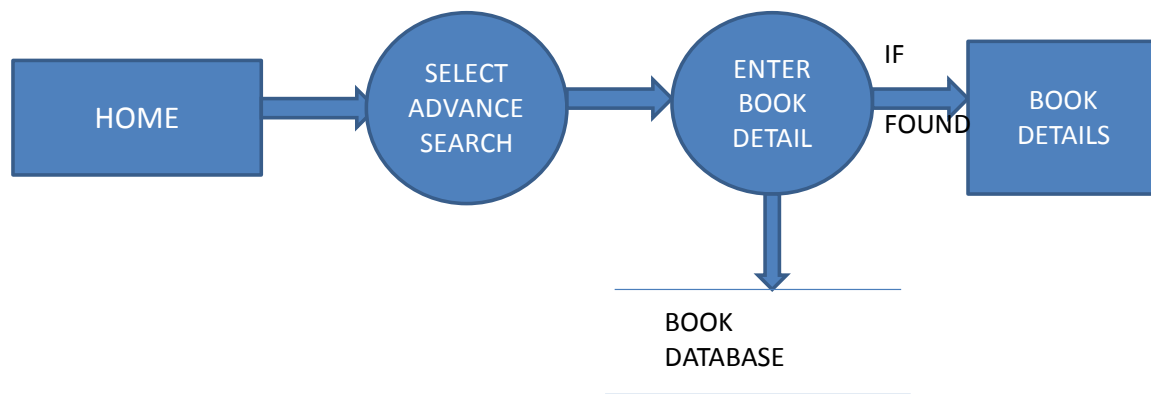 HOME
SELECT
ADVANCE
SEARCH
ENTER
BOOK
DETAIL
IF
FOUND
BOOK
DETAILS
BOOK
DATABASE